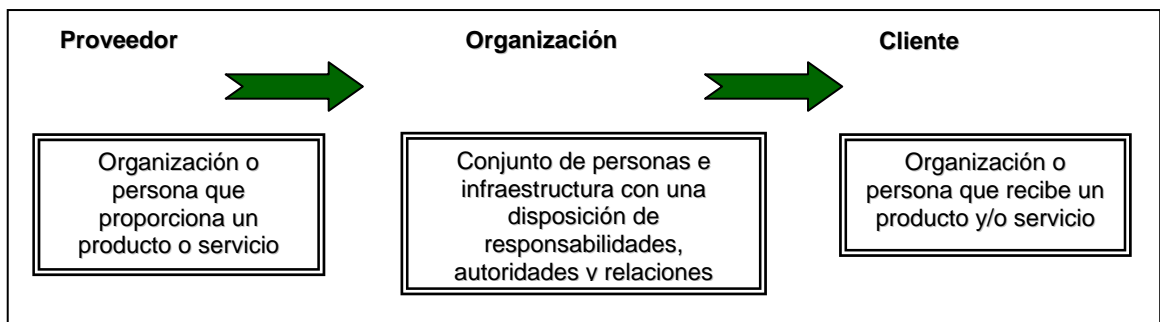 Proveedor Organización Cliente
Organización o
persona que
proporciona un
producto o servicio
Conjunto de personas e
infraestructura con una
disposición de
responsabilidades,
autoridades y relaciones
Organización o
persona que recibe un
producto y/o servicio